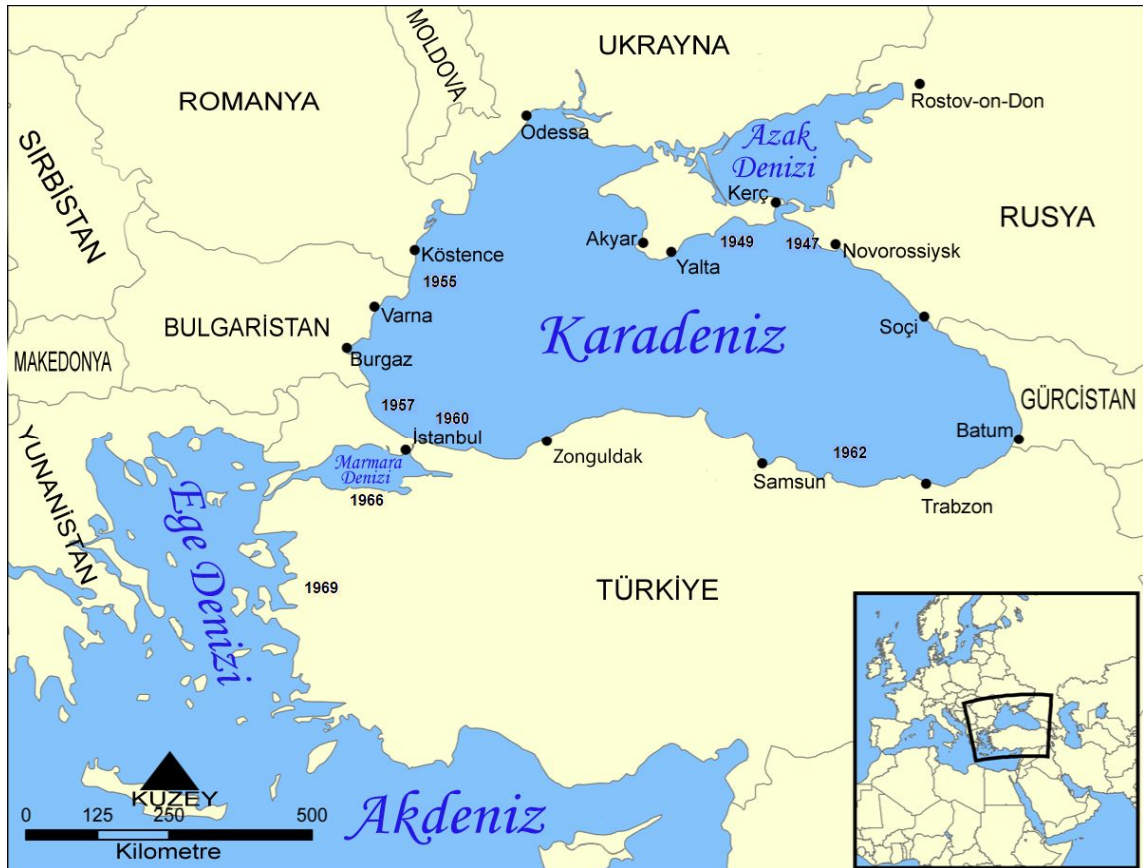 UKRAYNA
MOLDOVA
ROMANYA
Rostov-on-Don
Odessa
Azak
Denizi
SIRBİSTAN
Kerç
RUSYA
Akyar
1949
1947
Novorossiysk
Köstence
Yalta
1955
Varna
BULGARİSTAN
Karadeniz
Soçi
Burgaz
MAKEDONYA
GÜRCİSTAN
1957
1960
İstanbul
Batum
YUNANİSTAN
Marmara
Denizi
Zonguldak
1962
Samsun
1966
Trabzon
Ege Denizi
1969
TÜRKİYE
KUZEY
0 125 250 500
Kilometre
Akdeniz